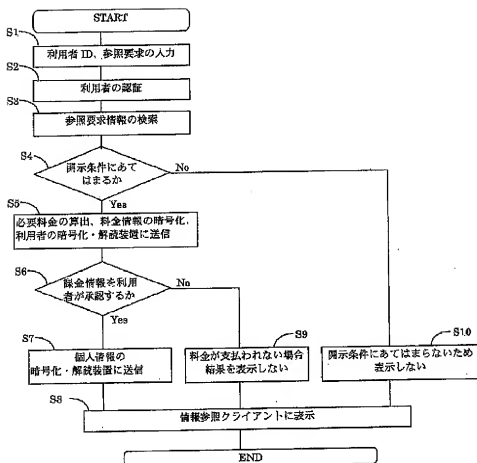 START
S1
利用者 ID、参照要求の入力
S2
利用者の認証
S3
参照要求情報の検索
S4
開示条件にあて
はまるか
No
Yes
S5
必要料金の算出、料金情報の暗号化、
利用者の暗号化・解読装置に送信
S6
課金情報を利用
者が承認するか
No
Yes
S7
個人情報の
暗号化・解読装置に送信
S9
料金が支払われない場合
結果を表示しない
S10
開示条件にあてはまらないため
表示しない
S8
情報参照クライアントに表示
END